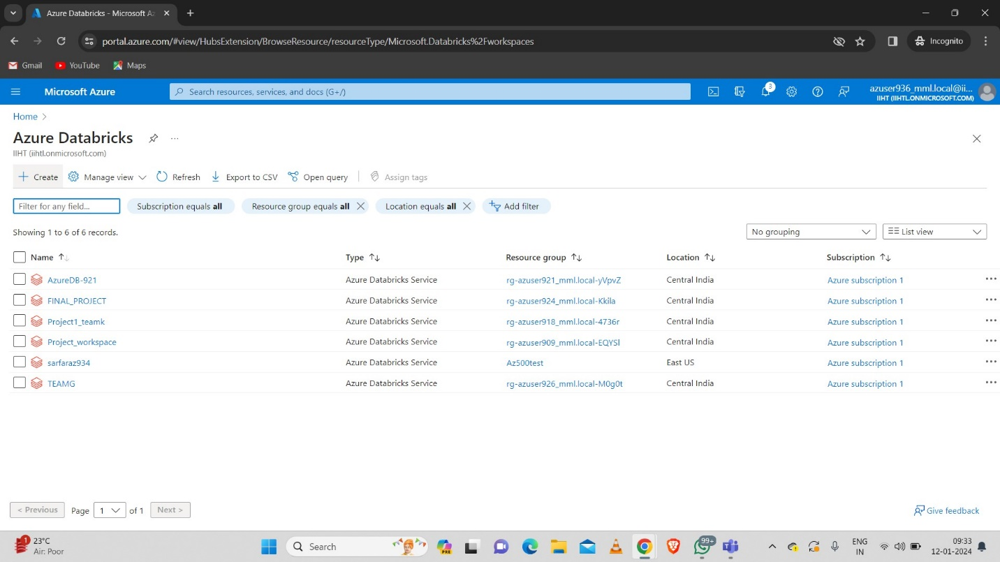 Azure Databricks - Microsoft Az
portal.azure.com/#view/HubsExtension/BrowseResource/resourceType/Microsoft.Databricks%2Fworkspaces
Incognito
Gmail YouTube Maps
Microsoft Azure
Search resources, services, and docs (G+/)
3
azuser936_mml.local@ii...
IIHT (IIHTL.ONMICROSOFT.COM)
Home >
Azure Databricks
IIHT (iihtl.onmicrosoft.com)
+ Create Manage view Refresh Export to CSV Open query Assign tags
Filter for any field... Subscription equals all Resource group equals all Location equals all Add filter
Showing 1 to 6 of 6 records.
No grouping List view
Name Type Resource group Location Subscription
AzureDB-921 Azure Databricks Service rg-azuser921_mml.local-yVpvZ Central India Azure subscription 1
FINAL_PROJECT Azure Databricks Service rg-azuser924_mml.local-Kkila Central India Azure subscription 1
Project1_teamk Azure Databricks Service rg-azuser918_mml.local-4736r Central India Azure subscription 1
Project_workspace Azure Databricks Service rg-azuser909_mml.local-EQYSl Central India Azure subscription 1
sarfaraz934 Azure Databricks Service Az500test East US Azure subscription 1
TEAMG Azure Databricks Service rg-azuser926_mml.local-M0g0t Central India Azure subscription 1
< Previous Page 1 of 1 Next >
Give feedback
1
23°C
Air: Poor
Search
PRE
99+
ENG
IN
09:33
12-01-2024